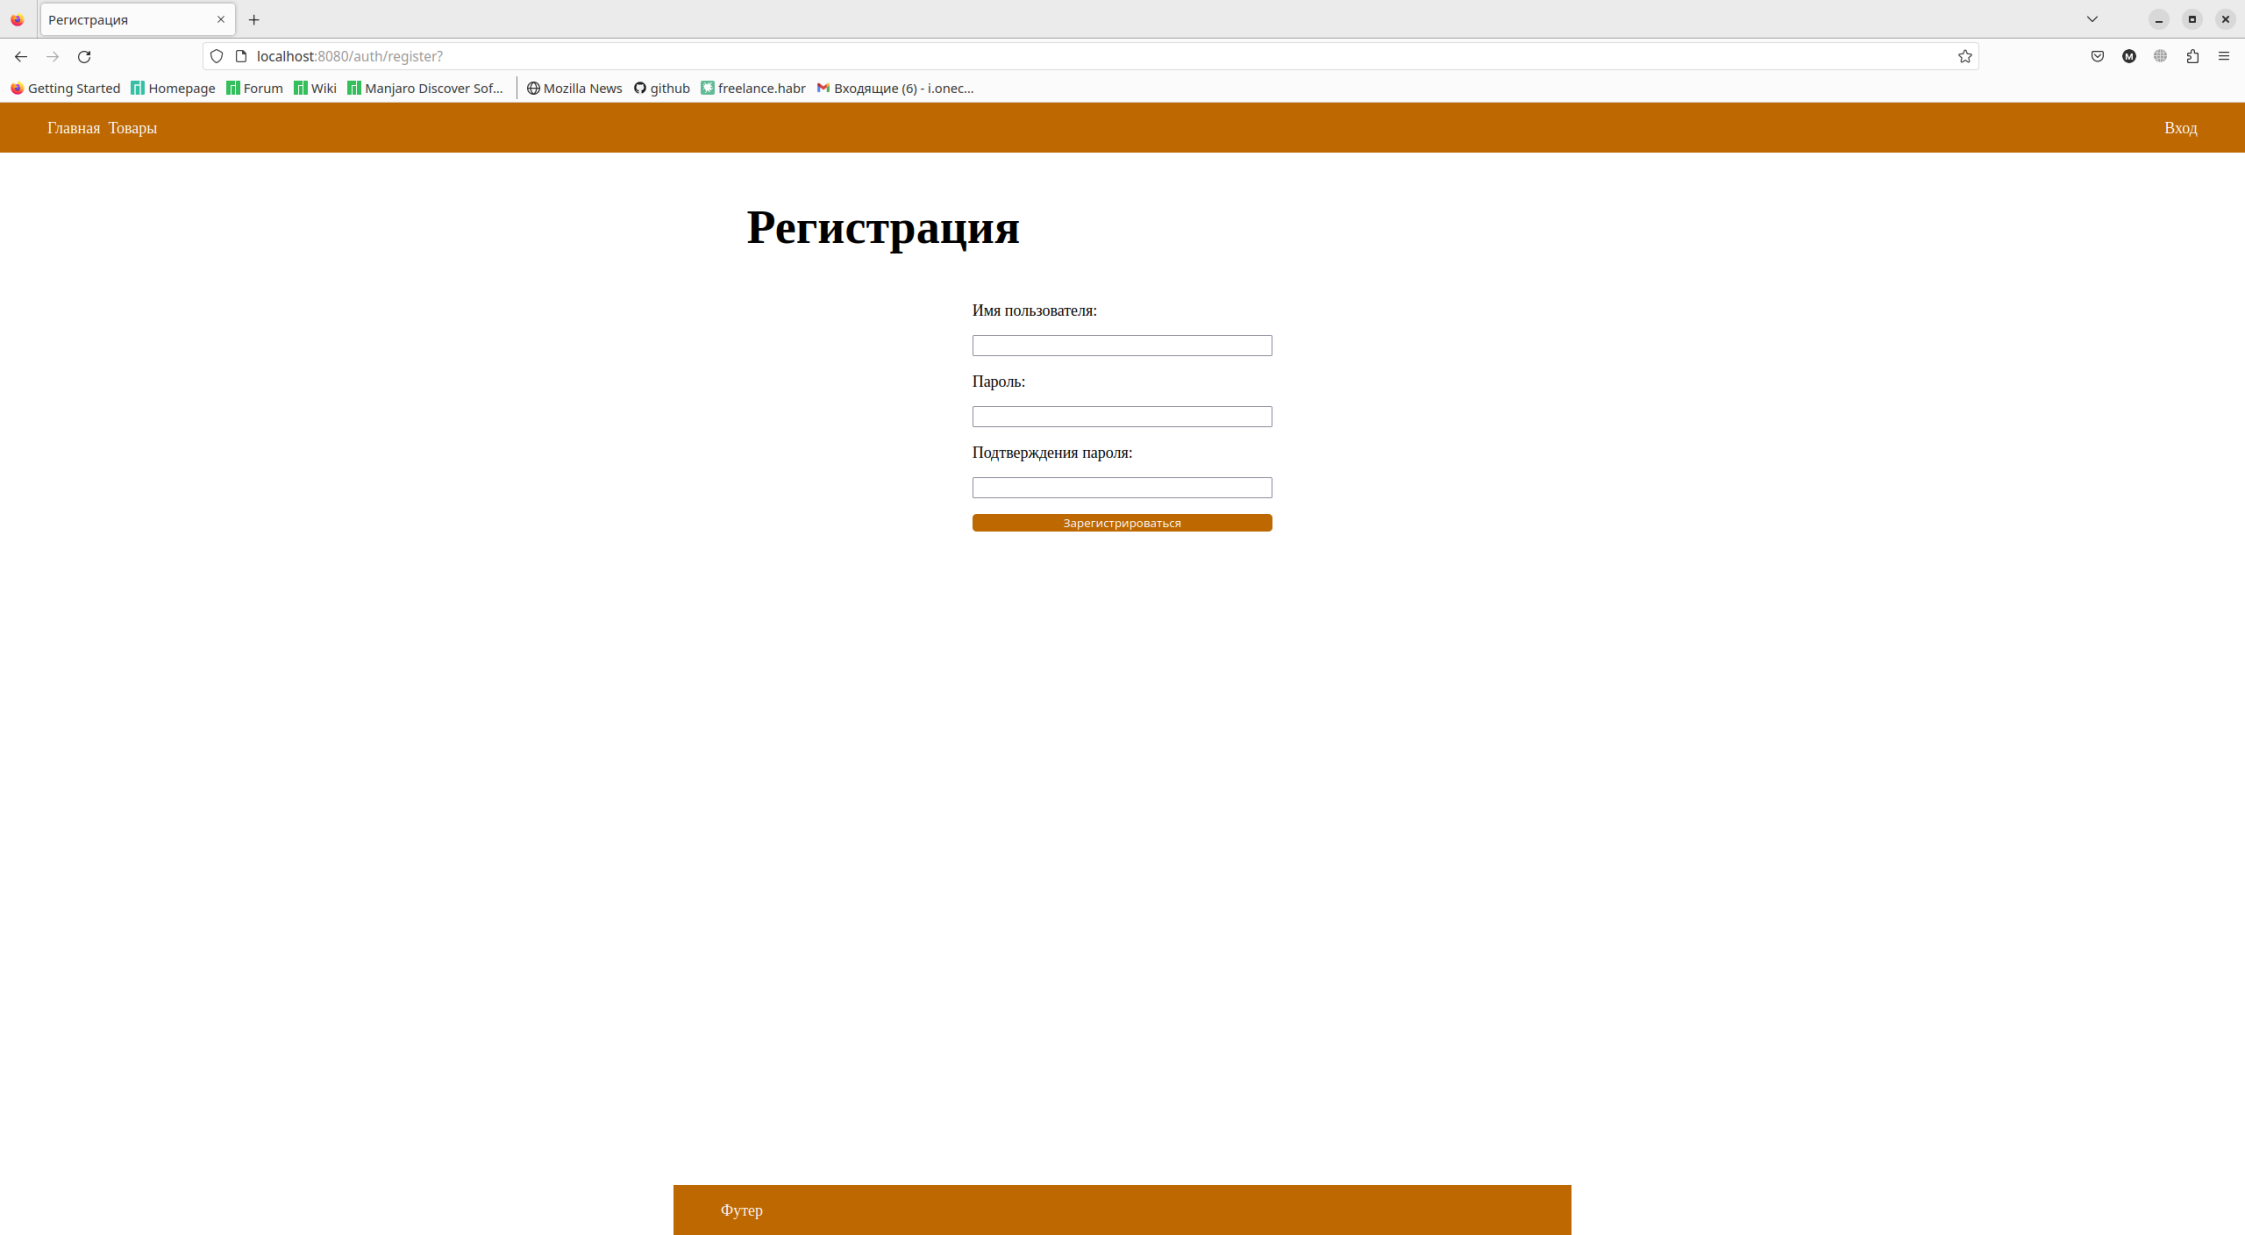 Регистрация
localhost:8080/auth/register?
Getting Started Homepage Forum Wiki Manjaro Discover Sof... Mozilla News github freelance.habr Входящие (6) - i.onec...
Главная Товары Вход
Регистрация
Имя пользователя:
Пароль:
Подтверждения пароля:
Зарегистрироваться
Футер